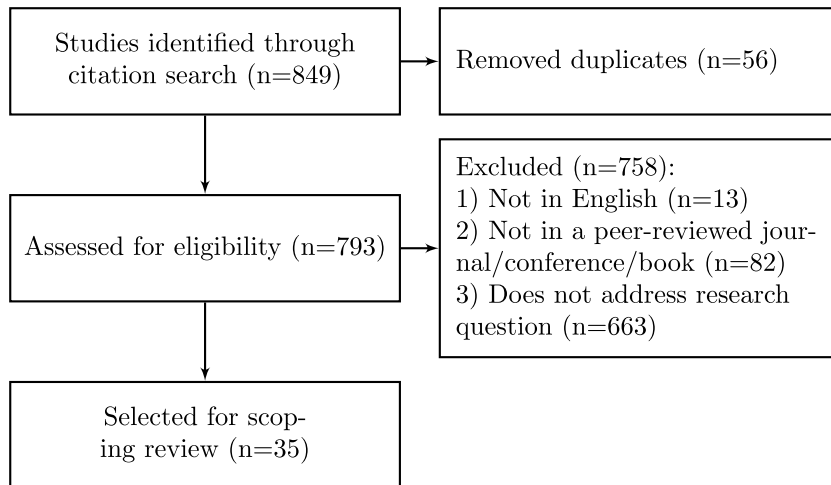 Studies identified through
citation search (n=849)
Removed duplicates (n=56)
Assessed for eligibility (n=793)
Excluded (n=758):
1) Not in English (n=13)
2) Not in a peer-reviewed jour-
nal/conference/book (n=82)
3) Does not address research
question (n=663)
Selected for scop-
ing review (n=35)